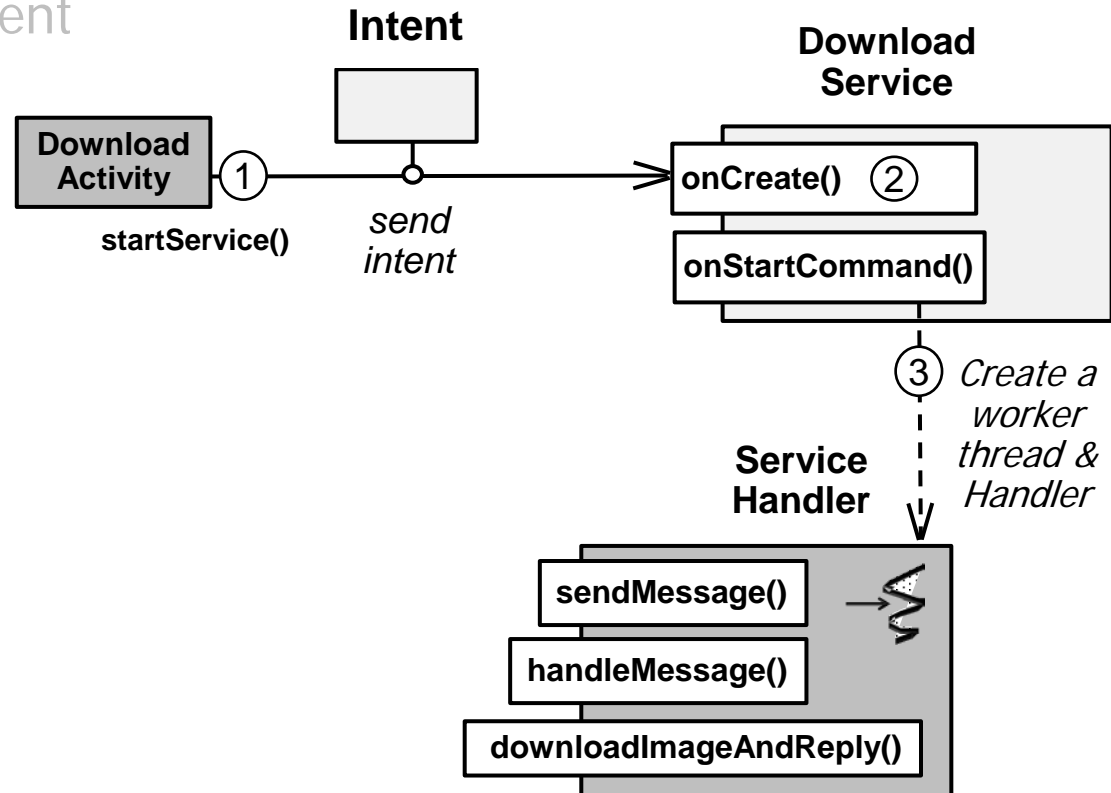 Intent
Download
Service
Download
Activity
1
startService()
send
intent
onCreate()
2
onStartCommand()
3
Create a
worker
thread &
Handler
Service
Handler
sendMessage()
handleMessage()
downloadImageAndReply()